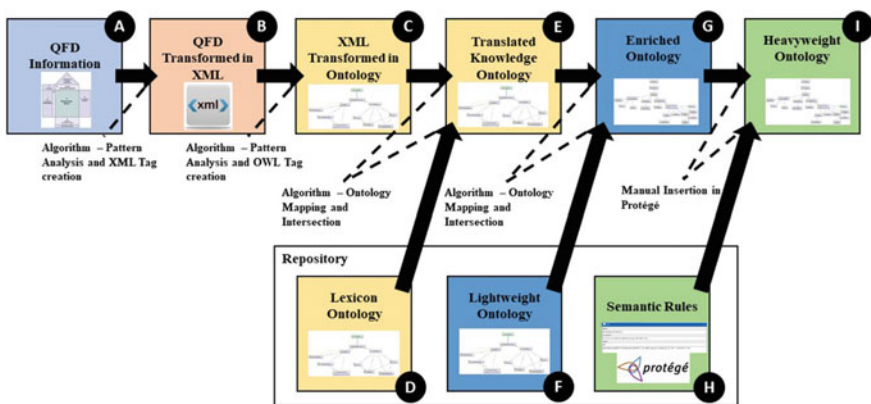 A
B
C
E
G
I
QFD
Information
QFD
Transformed in
XML
XML
Transformed in
Ontology
Translated
Knowledge
Ontology
Enriched
Ontology
Heavyweight
Ontology
xml
Algorithm – Pattern
Analysis and XML Tag
creation
Algorithm – Pattern
Analysis and OWL Tag
creation
Algorithm – Ontology
Mapping and
Intersection
Algorithm – Ontology
Mapping and
Intersection
Manual Insertion in
Protégé
Repository
Lexicon
Ontology
Lightweight
Ontology
Semantic Rules
protégé
D
F
H